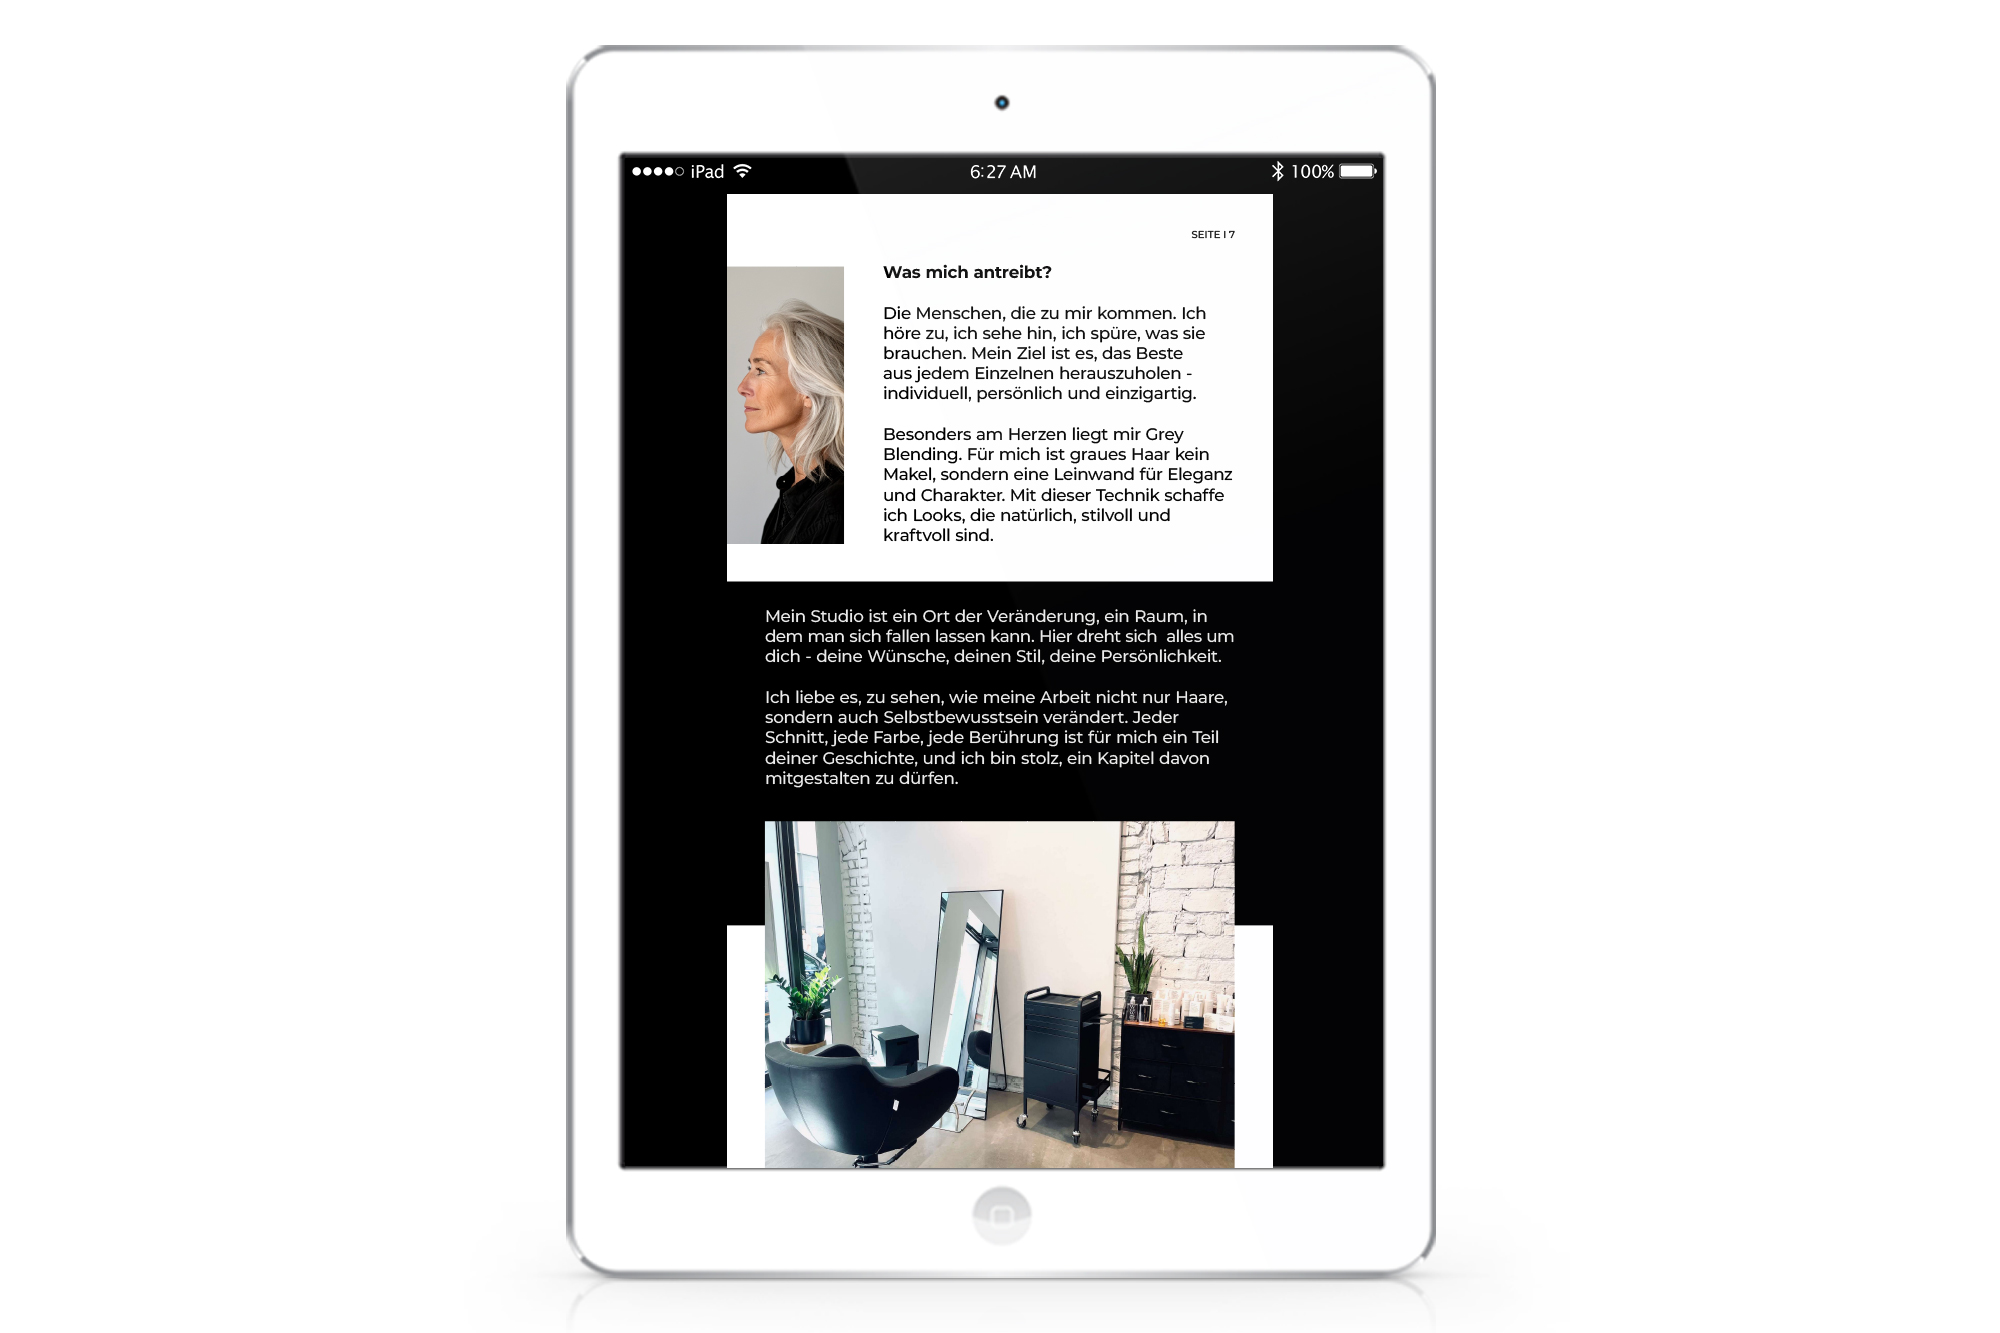 iPad
6:27 AM
100%
SEITE I 7
Was mich antreibt?
Die Menschen, die zu mir kommen. Ich
höre zu, ich sehe hin, ich spüre, was sie
brauchen. Mein Ziel ist es, das Beste
aus jedem Einzelnen herauszuholen -
individuell, persönlich und einzigartig.
Besonders am Herzen liegt mir Grey
Blending. Für mich ist graues Haar kein
Makel, sondern eine Leinwand für Eleganz
und Charakter. Mit dieser Technik schaffe
ich Looks, die natürlich, stilvoll und
kraftvoll sind.
Mein Studio ist ein Ort der Veränderung, ein Raum, in
dem man sich fallen lassen kann. Hier dreht sich  alles um
dich - deine Wünsche, deinen Stil, deine Persönlichkeit.
Ich liebe es, zu sehen, wie meine Arbeit nicht nur Haare,
sondern auch Selbstbewusstsein verändert. Jeder
Schnitt, jede Farbe, jede Berührung ist für mich ein Teil
deiner Geschichte, und ich bin stolz, ein Kapitel davon
mitgestalten zu dürfen.